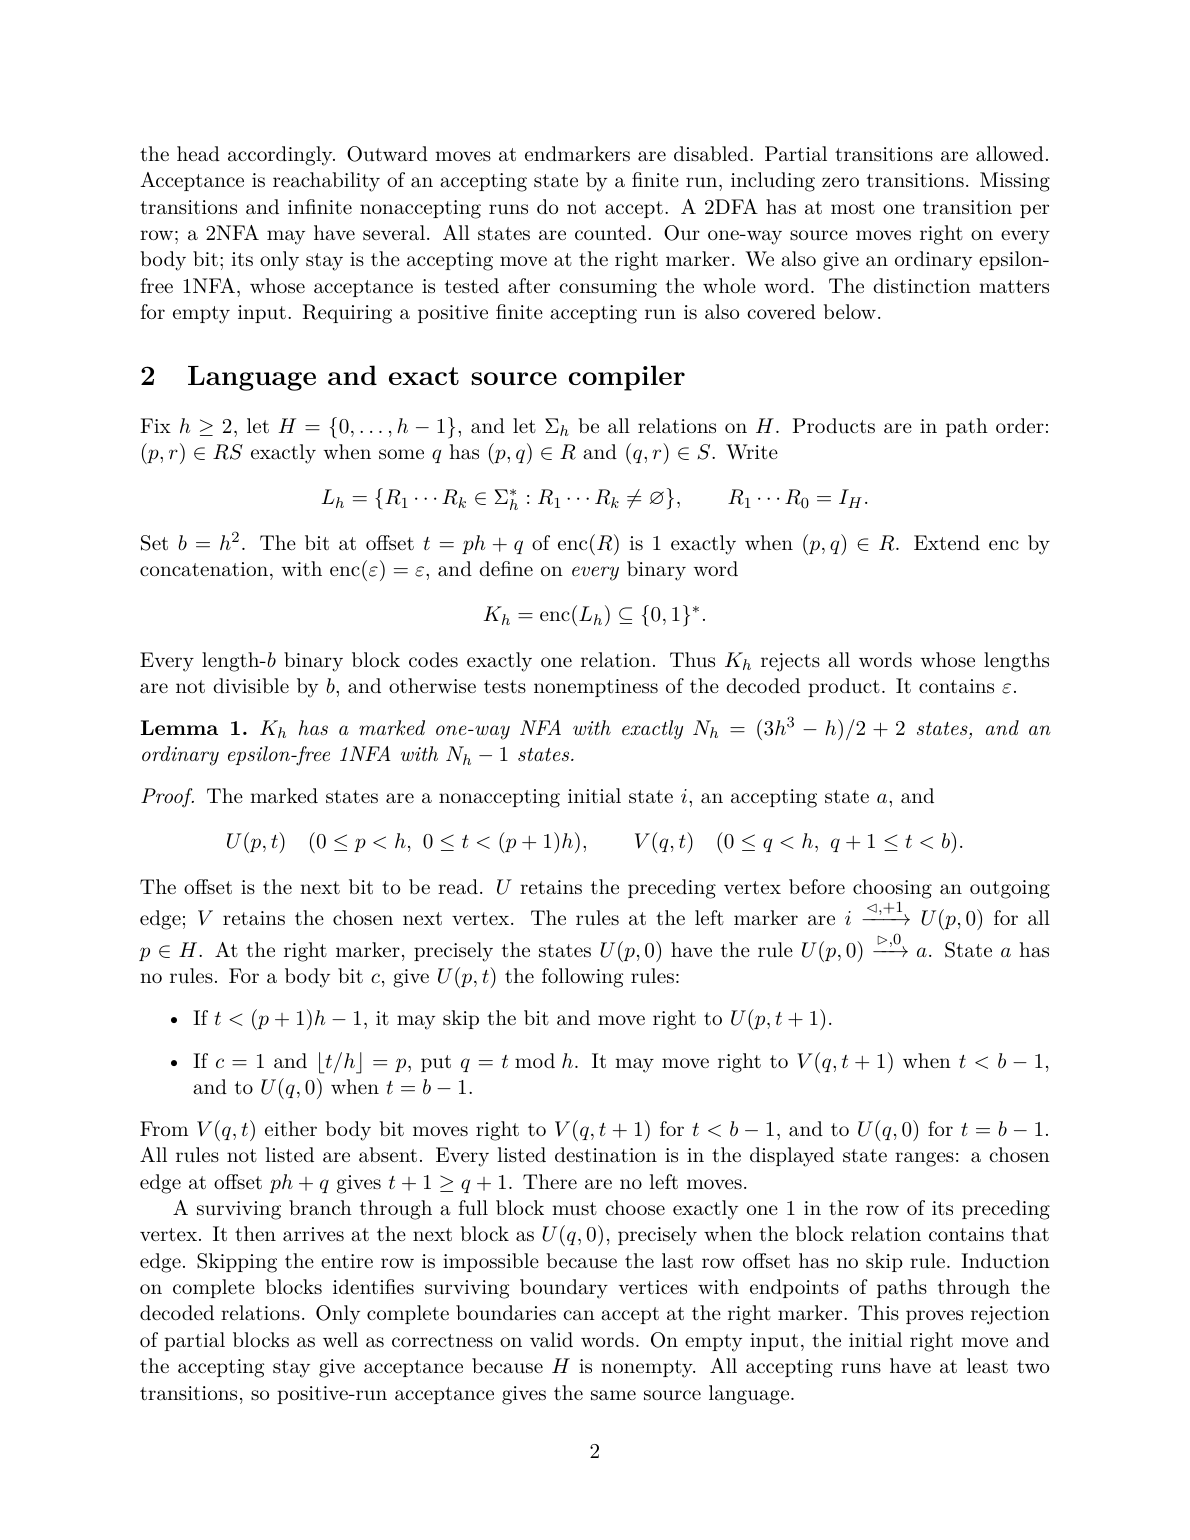 the head accordingly. Outward moves at endmarkers are disabled. Partial transitions are allowed.
Acceptance is reachability of an accepting state by a finite run, including zero transitions. Missing
transitions and infinite nonaccepting runs do not accept. A 2DFA has at most one transition per
row; a 2NFA may have several. All states are counted. Our one-way source moves right on every
body bit; its only stay is the accepting move at the right marker. We also give an ordinary epsilon-
free 1NFA, whose acceptance is tested after consuming the whole word. The distinction matters
for empty input. Requiring a positive finite accepting run is also covered below.
2 Language and exact source compiler
Fix h ≥ 2, let H = {0, . . . , h − 1}, and let Σ_h be all relations on H. Products are in path order:
(p, r) ∈ RS exactly when some q has (p, q) ∈ R and (q, r) ∈ S. Write
L_h = {R_1 · · · R_k ∈ Σ_h^* : R_1 · · · R_k ≠ ∅}, R_1 · · · R_0 = I_H.
Set b = h^2. The bit at offset t = ph + q of enc(R) is 1 exactly when (p, q) ∈ R. Extend enc by
concatenation, with enc(ε) = ε, and define on every binary word
K_h = enc(L_h) ⊆ {0, 1}^*.
Every length-b binary block codes exactly one relation. Thus K_h rejects all words whose lengths
are not divisible by b, and otherwise tests nonemptiness of the decoded product. It contains ε.
Lemma 1. K_h has a marked one-way NFA with exactly N_h = (3h^3 − h)/2 + 2 states, and an
ordinary epsilon-free 1NFA with N_h − 1 states.
Proof. The marked states are a nonaccepting initial state i, an accepting state a, and
U(p, t) (0 ≤ p < h, 0 ≤ t < (p + 1)h), V(q, t) (0 ≤ q < h, q + 1 ≤ t < b).
The offset is the next bit to be read. U retains the preceding vertex before choosing an outgoing
edge; V retains the chosen next vertex. The rules at the left marker are i —⊲,+1→ U(p, 0) for all
p ∈ H. At the right marker, precisely the states U(p, 0) have the rule U(p, 0) —⊳,0→ a. State a has
no rules. For a body bit c, give U(p, t) the following rules:
• If t < (p + 1)h − 1, it may skip the bit and move right to U(p, t + 1).
• If c = 1 and ⌊t/h⌋ = p, put q = t mod h. It may move right to V(q, t + 1) when t < b − 1,
and to U(q, 0) when t = b − 1.
From V(q, t) either body bit moves right to V(q, t + 1) for t < b − 1, and to U(q, 0) for t = b − 1.
All rules not listed are absent. Every listed destination is in the displayed state ranges: a chosen
edge at offset ph + q gives t + 1 ≥ q + 1. There are no left moves.
A surviving branch through a full block must choose exactly one 1 in the row of its preceding
vertex. It then arrives at the next block as U(q, 0), precisely when the block relation contains that
edge. Skipping the entire row is impossible because the last row offset has no skip rule. Induction
on complete blocks identifies surviving boundary vertices with endpoints of paths through the
decoded relations. Only complete boundaries can accept at the right marker. This proves rejection
of partial blocks as well as correctness on valid words. On empty input, the initial right move and
the accepting stay give acceptance because H is nonempty. All accepting runs have at least two
transitions, so positive-run acceptance gives the same source language.
2